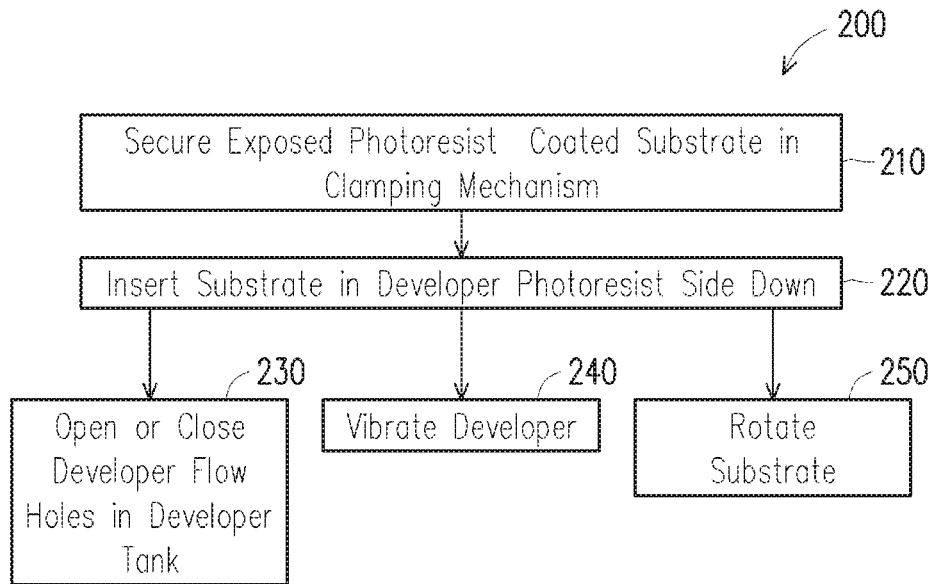 200
Secure Exposed Photoresist Coated Substrate in
Clamping Mechanism
210
Insert Substrate in Developer Photoresist Side Down
220
230
Open or Close
Developer Flow
Holes in Developer
Tank
240
Vibrate Developer
250
Rotate
Substrate